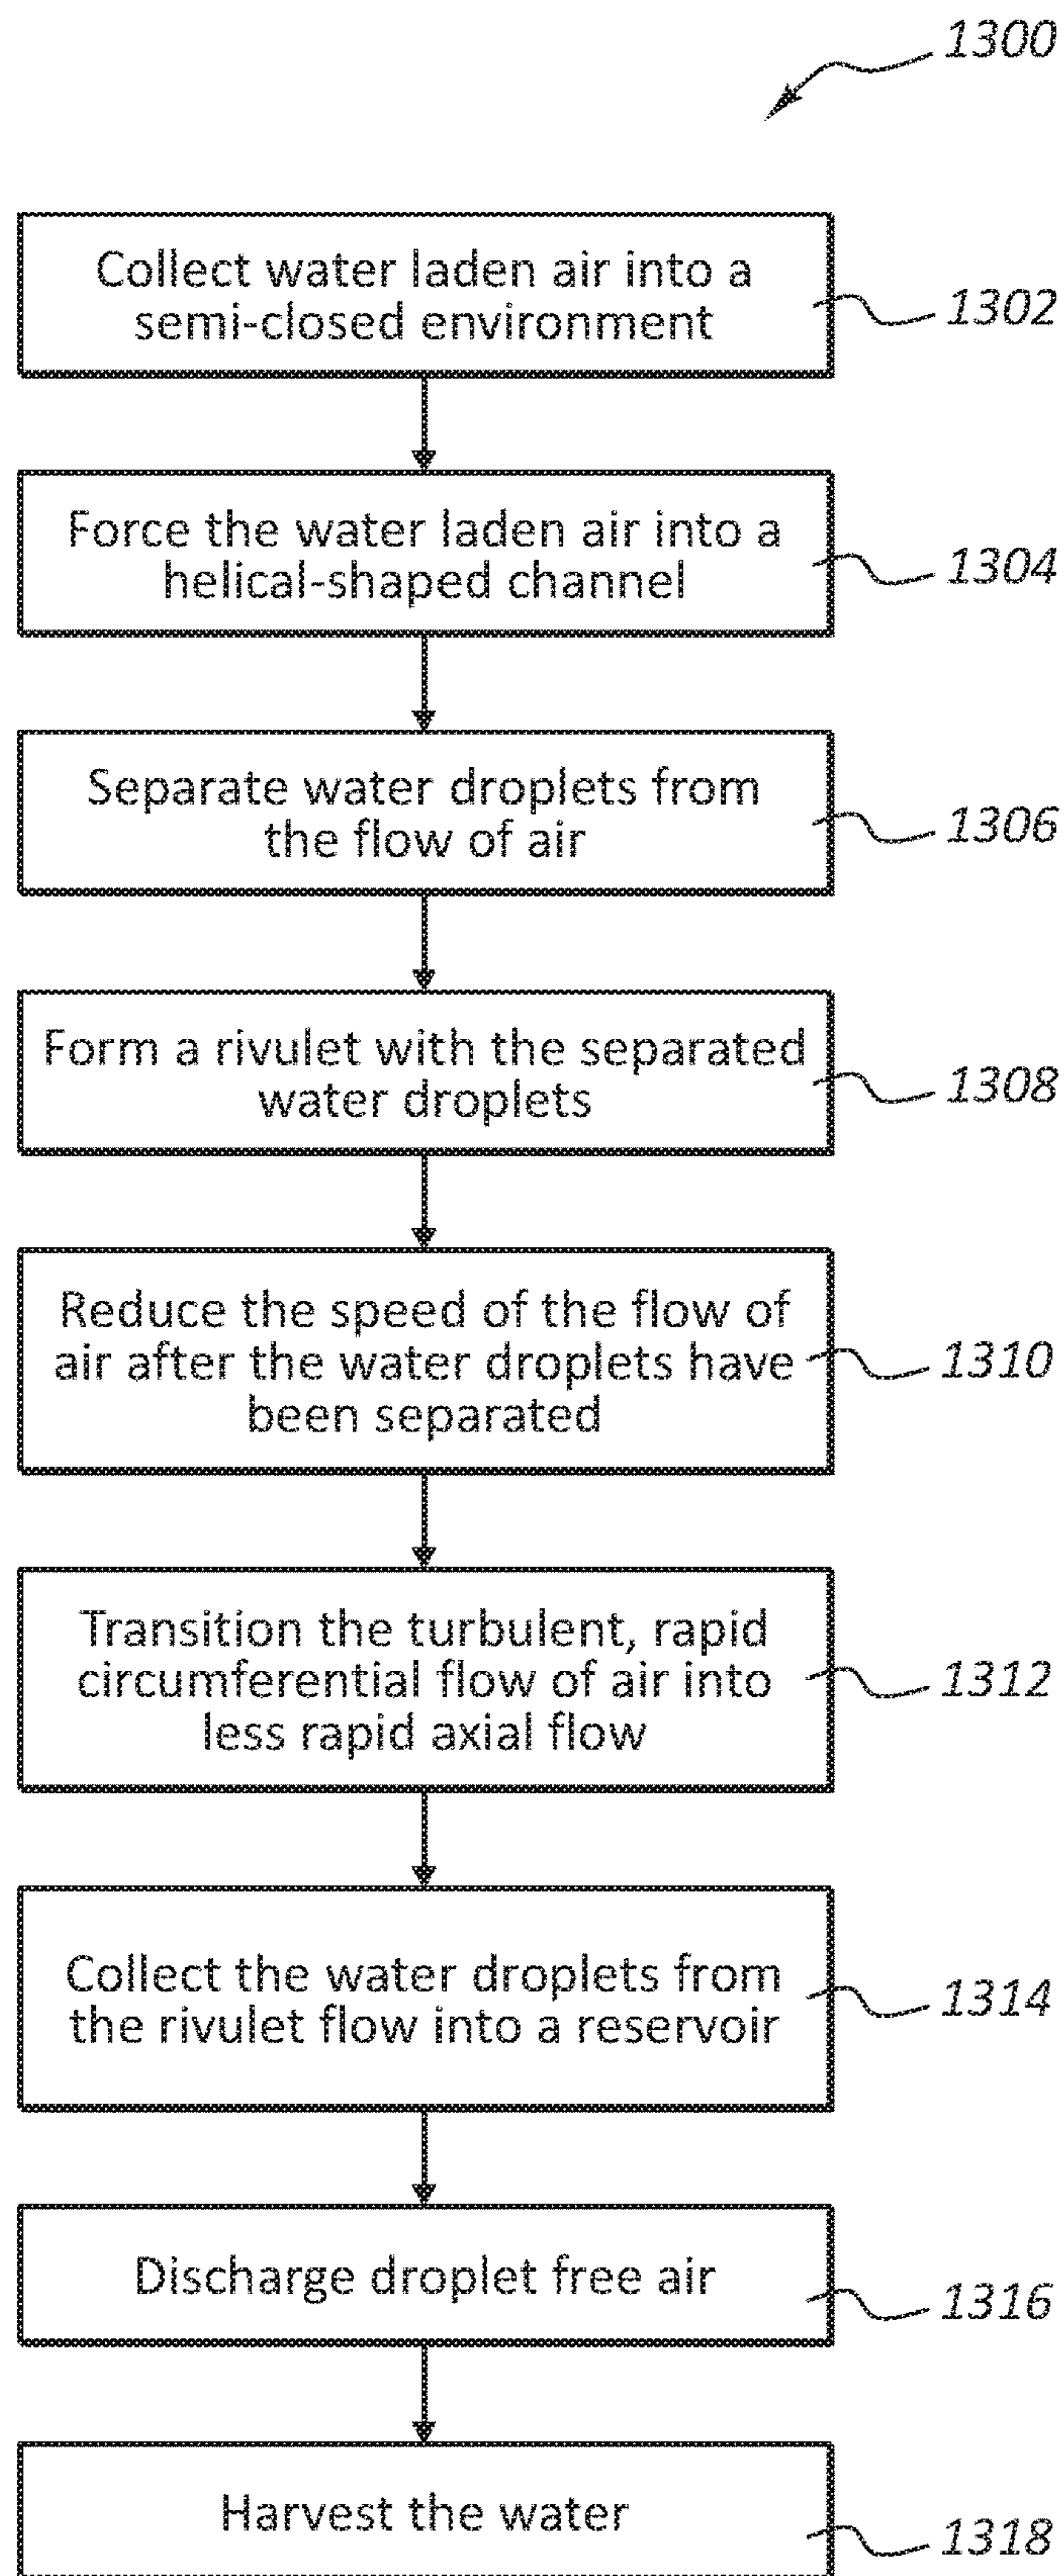 1300
Collect water laden air into a
semi-closed environment
1302
Force the water laden air into a
helical-shaped channel
1304
Separate water droplets from
the flow of air
1306
Form a rivulet with the separated
water droplets
1308
Reduce the speed of the flow of
air after the water droplets have
been separated
1310
Transition the turbulent, rapid
circumferential flow of air into
less rapid axial flow
1312
Collect the water droplets from
the rivulet flow into a reservoir
1314
Discharge droplet free air
1316
Harvest the water
1318